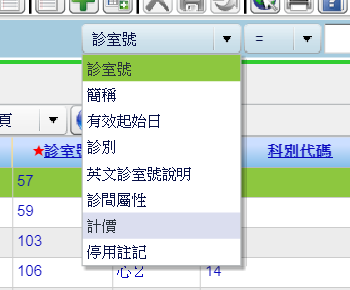 診室號 =
診室號
簡稱
有效起始日
診別
英文診室號說明
診間屬性
計價
停用註記
頁
★診室號 科別代碼
57
59
103
106 心2 14